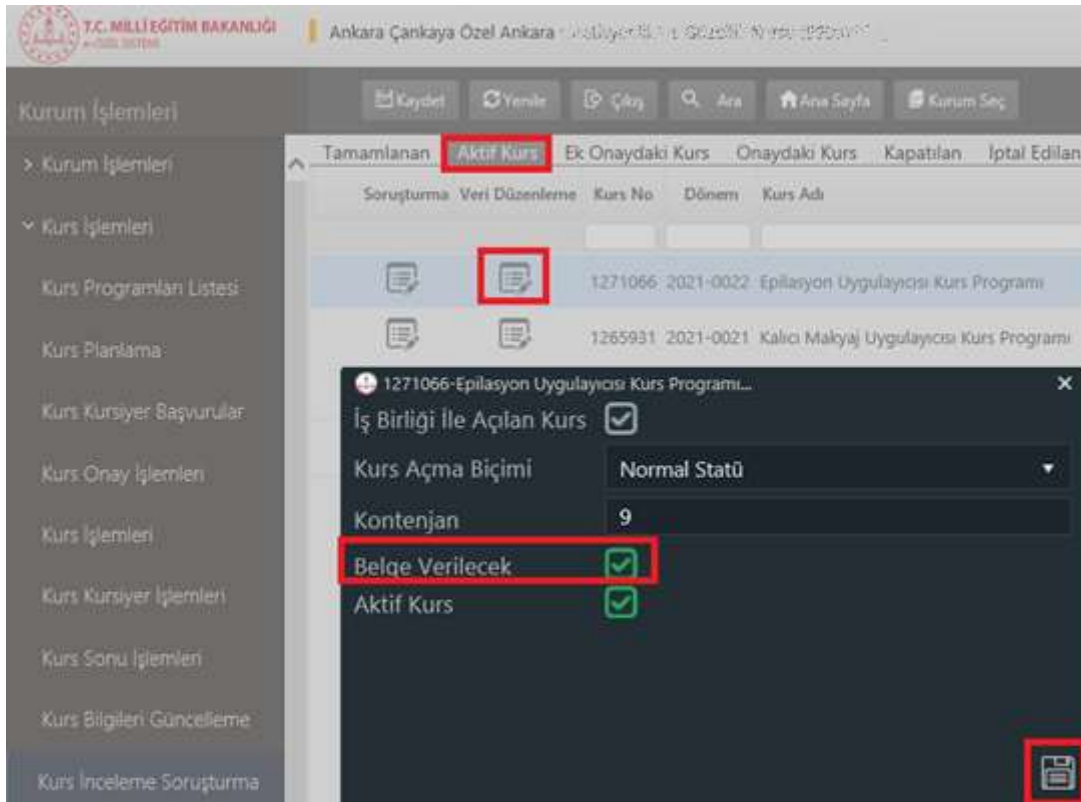 T.C. MİLLİ EĞİTİM BAKANLIĞI
Ankara Çankaya Özel Ankara
Kaydet Yenile Çıkış Ara Ana Sayfa Kurum Seç
Kurum İşlemleri
> Kurum İşlemleri
Kurs İşlemleri
Kurs Programları Listesi
Kurs Planlama
Kurs Kursiyer Başvurular
Kurs Onay İşlemleri
Kurs İşlemleri
Kurs Kursiyer İşlemleri
Kurs Sonu İşlemleri
Kurs Bilgileri Güncelleme
Kurs İnceleme Soruşturma
Tamamlanan Aktif Kurs Ek Onaydaki Kurs Onaydaki Kurs Kapatılan İptal Edilan
Soruşturma Veri Düzenleme Kurs No Dönem Kurs Adı
1271066 2021-0022 Epilasyon Uygulayıcısı Kurs Programı
1265931 2021-0021 Kalıcı Makyaj Uygulayıcısı Kurs Programı
1271066-Epilasyon Uygulayıcısı Kurs Programı... ×
İş Birliği İle Açılan Kurs
Kurs Açma Biçimi Normal Statü
Kontenjan 9
Belge Verilecek
Aktif Kurs